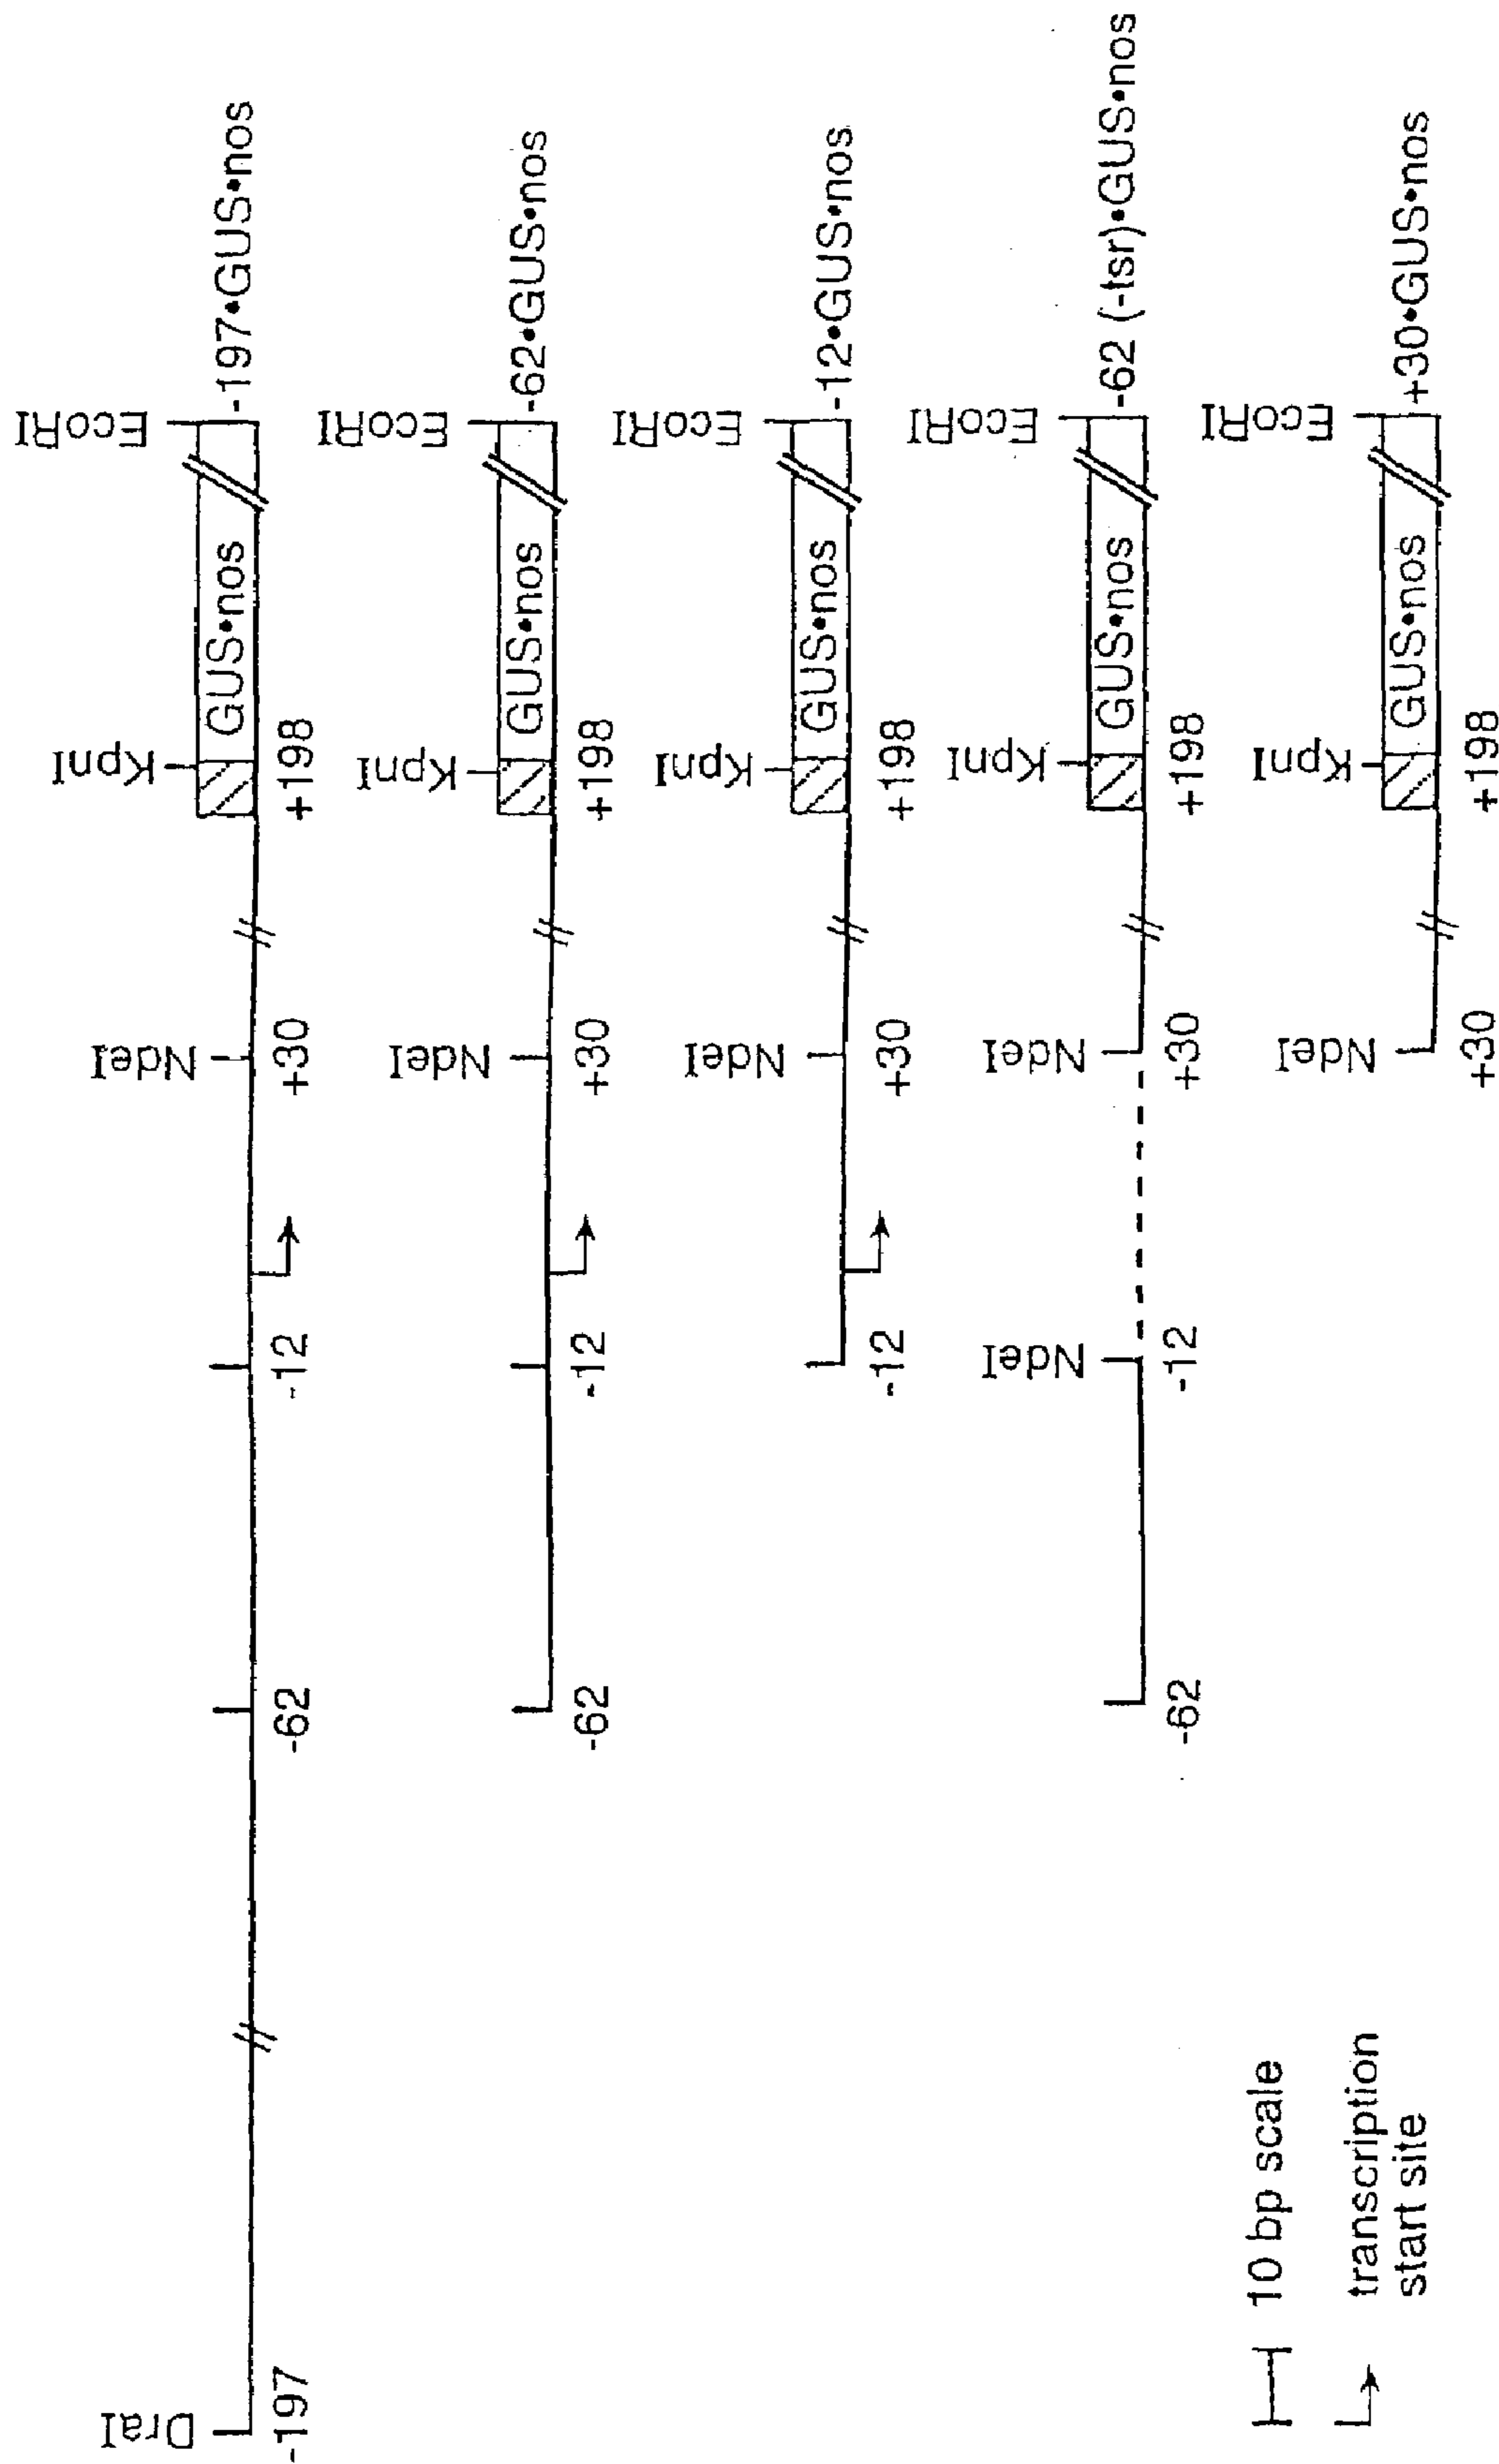 EcoRI
KpnI
NdeI
DraI
GUS•nos
-197•GUS•nos
-197
-62
-12
+30
+198
EcoRI
KpnI
NdeI
GUS•nos
-62•GUS•nos
-62
-12
+30
+198
EcoRI
KpnI
NdeI
GUS•nos
-12•GUS•nos
-12
+30
+198
EcoRI
KpnI
NdeI
NdeI
GUS•nos
-62 (-tsr)•GUS•nos
-62
-12
+30
+198
EcoRI
KpnI
NdeI
GUS•nos
+30•GUS•nos
+30
+198
10 bp scale
transcription
start site